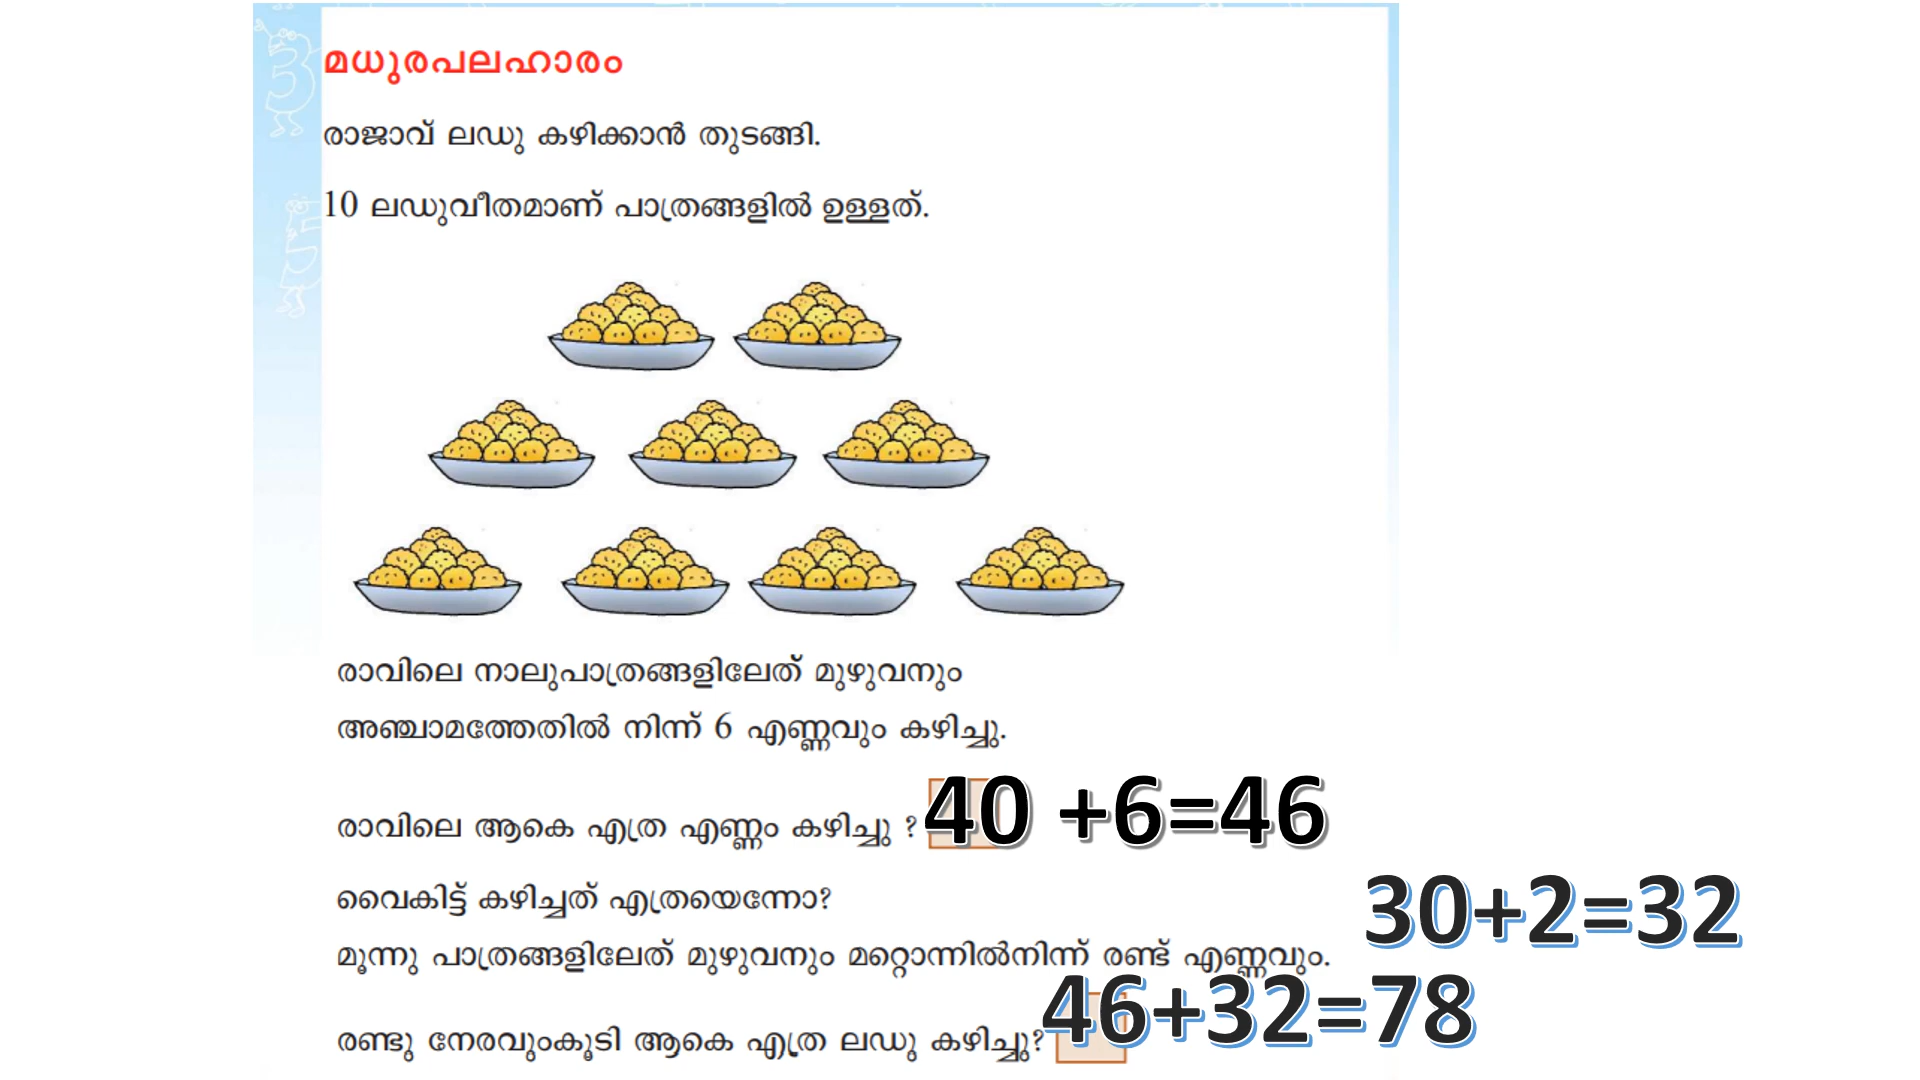 മധുരപലഹാരം
രാജാവ് ലഡു കഴിക്കാൻ തുടങ്ങി.
10 ലഡുവീതമാണ് പാത്രങ്ങളിൽ ഉള്ളത്.
രാവിലെ നാലുപാത്രങ്ങളിലേത് മുഴുവനും
അഞ്ചാമത്തേതിൽ നിന്ന് 6 എണ്ണവും കഴിച്ചു.
രാവിലെ ആകെ എത്ര എണ്ണം കഴിച്ചു ? 40 +6=46
വൈകിട്ട് കഴിച്ചത് എത്രയെന്നോ?
30+2=32
മൂന്നു പാത്രങ്ങളിലേത് മുഴുവനും മറ്റൊന്നിൽനിന്ന് രണ്ട് എണ്ണവും.
രണ്ടു നേരവുംകൂടി ആകെ എത്ര ലഡു കഴിച്ചു? 46+32=78